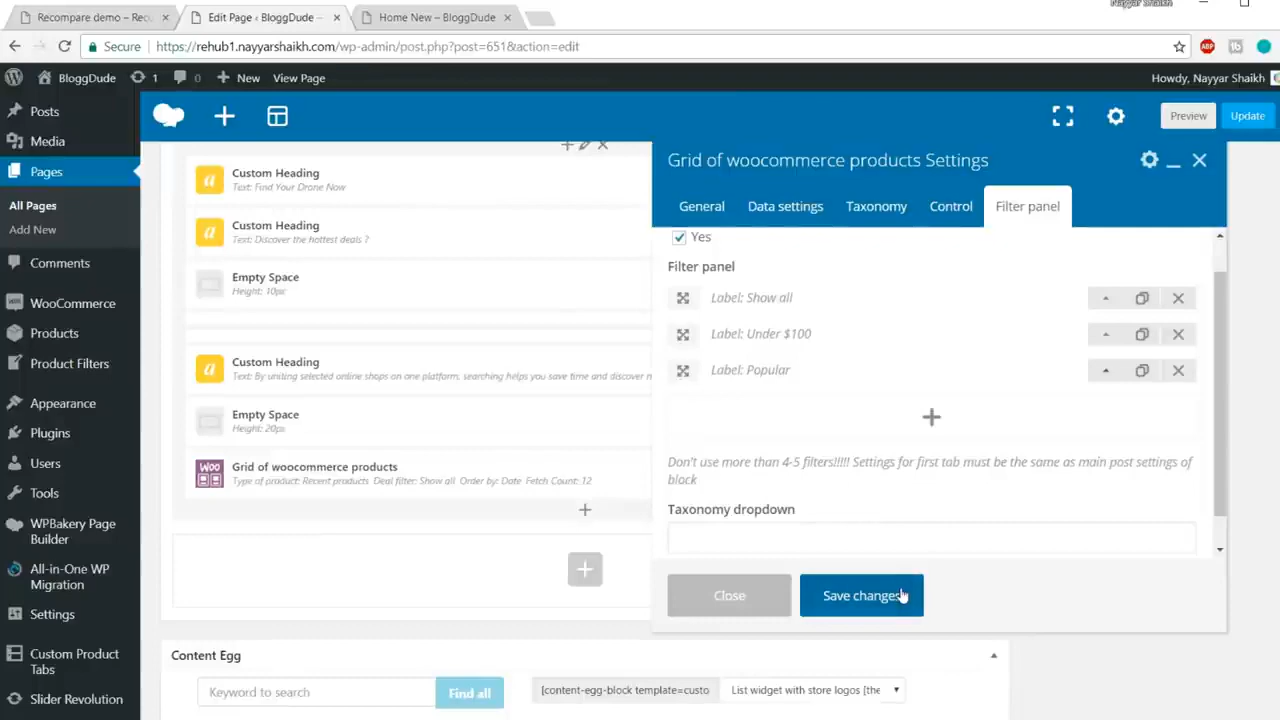 Nayyar Shaikh
Recompare demo – Rec
Edit Page ‹ BloggDude —
Home New – BloggDude
Secure
https://rehub1.nayyarshaikh.com/wp-admin/post.php?post=651&action=edit
ABP
BloggDude
1
0
New
View Page
Howdy, Nayyar Shaikh
Posts
Media
Pages
All Pages
Add New
Comments
WooCommerce
Products
Product Filters
Appearance
Plugins
Users
Tools
WPBakery Page
Builder
All-in-One WP
Migration
Settings
Custom Product
Tabs
Slider Revolution
Preview
Update
Custom Heading
Text: Find Your Drone Now
Custom Heading
Text: Discover the hottest deals ?
Empty Space
Height: 10px
Custom Heading
Text: By uniting selected online shops on one platform, searching helps you save time and discover n
Empty Space
Height: 20px
WOO
Grid of woocommerce products
Type of product: Recent products Deal filter: Show all Order by: Date Fetch Count: 12
Grid of woocommerce products Settings
General
Data settings
Taxonomy
Control
Filter panel
Yes
Filter panel
Label: Show all
Label: Under $100
Label: Popular
Don't use more than 4-5 filters!!!!! Settings for first tab must be the same as main post settings of
block
Taxonomy dropdown
Close
Save changes
Content Egg
Keyword to search
Find all
[content-egg-block template=custo
List widget with store logos [the